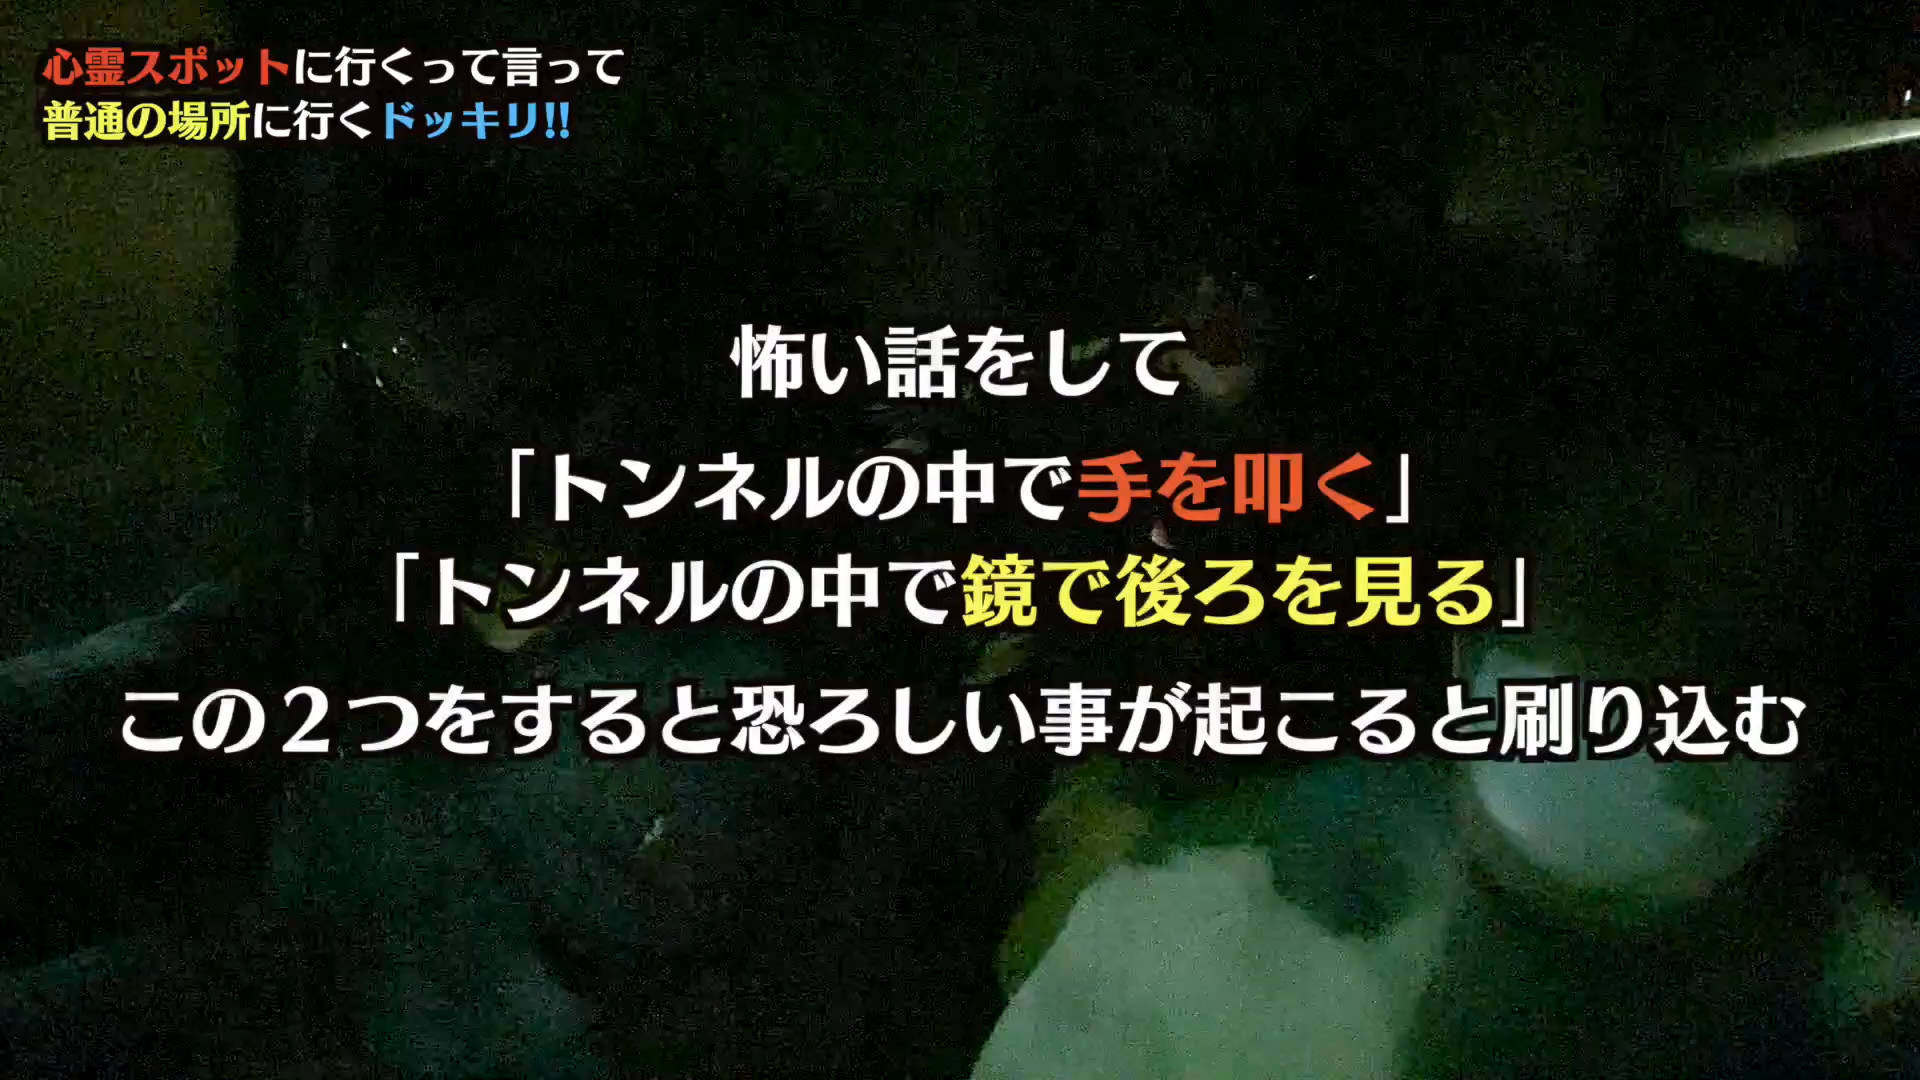 心霊スポットに行くって言って
普通の場所に行くドッキリ!!
怖い話をして
「トンネルの中で手を叩く」
「トンネルの中で鏡で後ろを見る」
この２つをすると恐ろしい事が起こると刷り込む